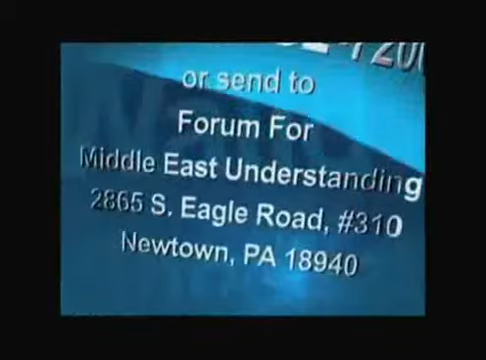 or send to
Forum For
Middle East Understanding
2865 S. Eagle Road, #310
Newtown, PA 18940